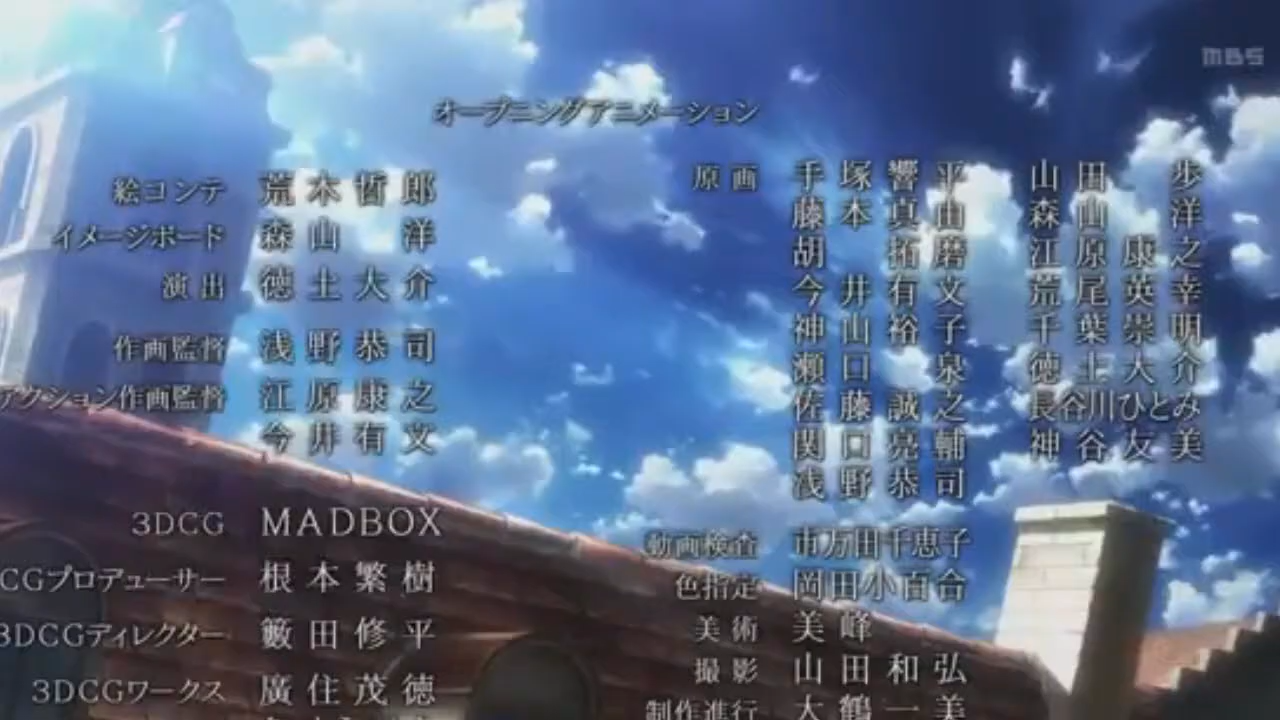 MBS
オープニングアニメーション
絵コンテ 荒木哲郎
イメージボード 森山 洋
演出 徳土大介
作画監督 浅野恭司
アクション作画監督 江原康之
今井有文
3DCG MADBOX
CGプロデューサー 根本繁樹
3DCGディレクター 籔田修平
3DCGワークス 廣住茂徳
原画 手塚響平 山田 歩
藤本真由 森山 洋
胡 拓磨 江原康之
今井有文 荒尾英幸
神山裕子 千葉崇明
瀬口 泉 徳土大介
佐藤誠之 長谷川ひとみ
関口亮輔 神谷友美
浅野恭司
動画検査 市万田千恵子
色指定 岡田小百合
美術 美峰
撮影 山田和弘
制作進行 大鶴一美